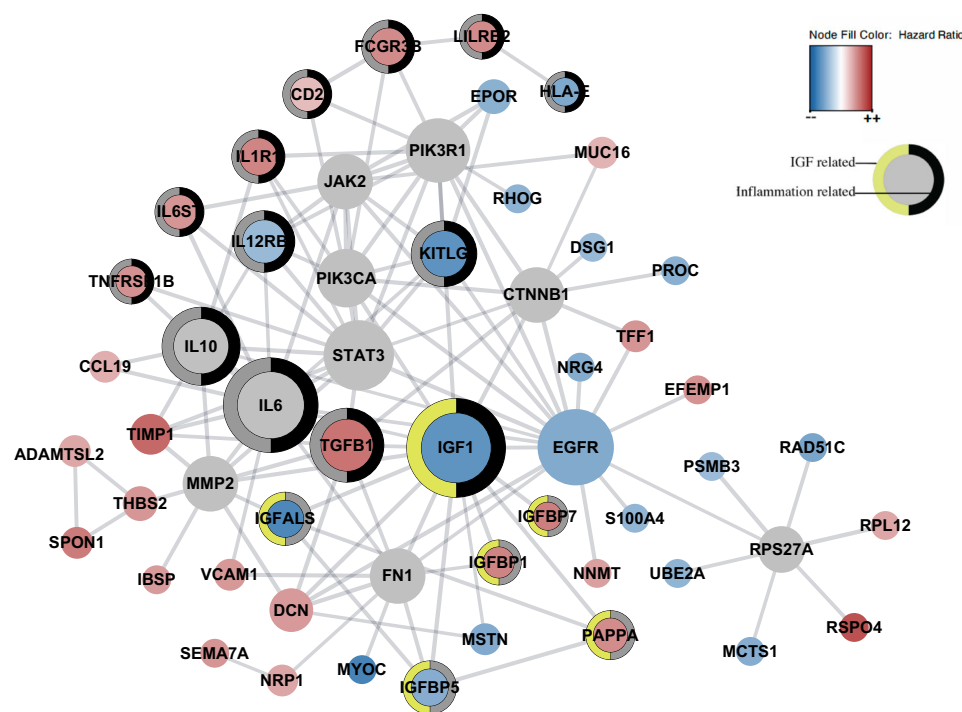 Node Fill Color: Hazard Ratio
--
++
IGF related
Inflammation related
FCGR3B
LILRB2
CD2
EPOR
HLA-E
IL1R1
JAK2
PIK3R1
MUC16
RHOG
IL6ST
IL12RB
KITLG
DSG1
PROC
TNFRSF1B
PIK3CA
CTNNB1
IL10
STAT3
TFF1
CCL19
NRG4
EFEMP1
IL6
TIMP1
TGFB1
IGF1
EGFR
RAD51C
ADAMTSL2
PSMB3
MMP2
THBS2
IGFALS
IGFBP7
S100A4
RPL12
SPON1
RPS27A
IBSP
VCAM1
FN1
IGFBP1
NNMT
UBE2A
DCN
RSPO4
PAPPA
MSTN
MCTS1
SEMA7A
NRP1
MYOC
IGFBP5